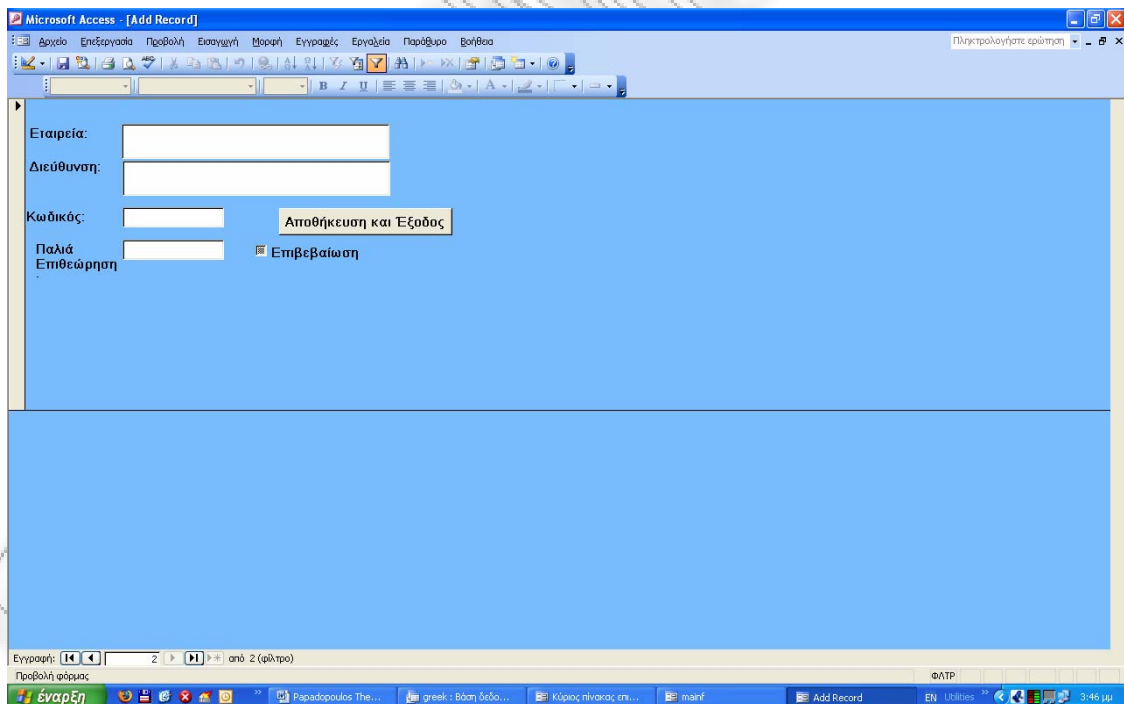 Microsoft Access - [Add Record]
Αρχείο Επεξεργασία Προβολή Εισαγωγή Μορφή Εγγραφές Εργαλεία Παράθυρο Βοήθεια Πληκτρολογήστε ερώτηση
Εταιρεία:
Διεύθυνση:
Κωδικός:
Αποθήκευση και Έξοδος
Παλιά
Επιθεώρηση
:
Επιβεβαίωση
Εγγραφή: 2 από 2 (φίλτρο)
Προβολή φόρμας ΦΛΤΡ
έναρξη Papadopoulos The... greek : Βάση δεδο... Κύριος πίνακας επι... mainf Add Record EN Utilities 3:46 μμ